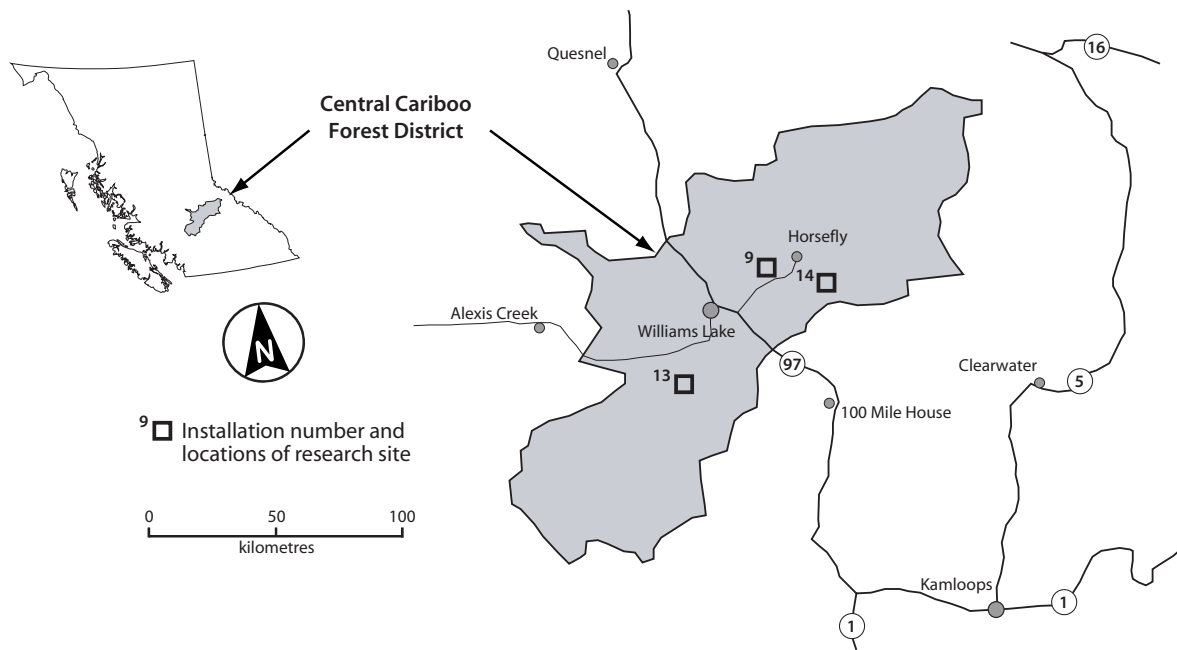 16
Quesnel
Central Cariboo
Forest District
Horsefly
9
14
Alexis Creek
Williams Lake
N
97
Clearwater
5
13
100 Mile House
9 Installation number and
locations of research site
0 50 100
kilometres
Kamloops
1
1